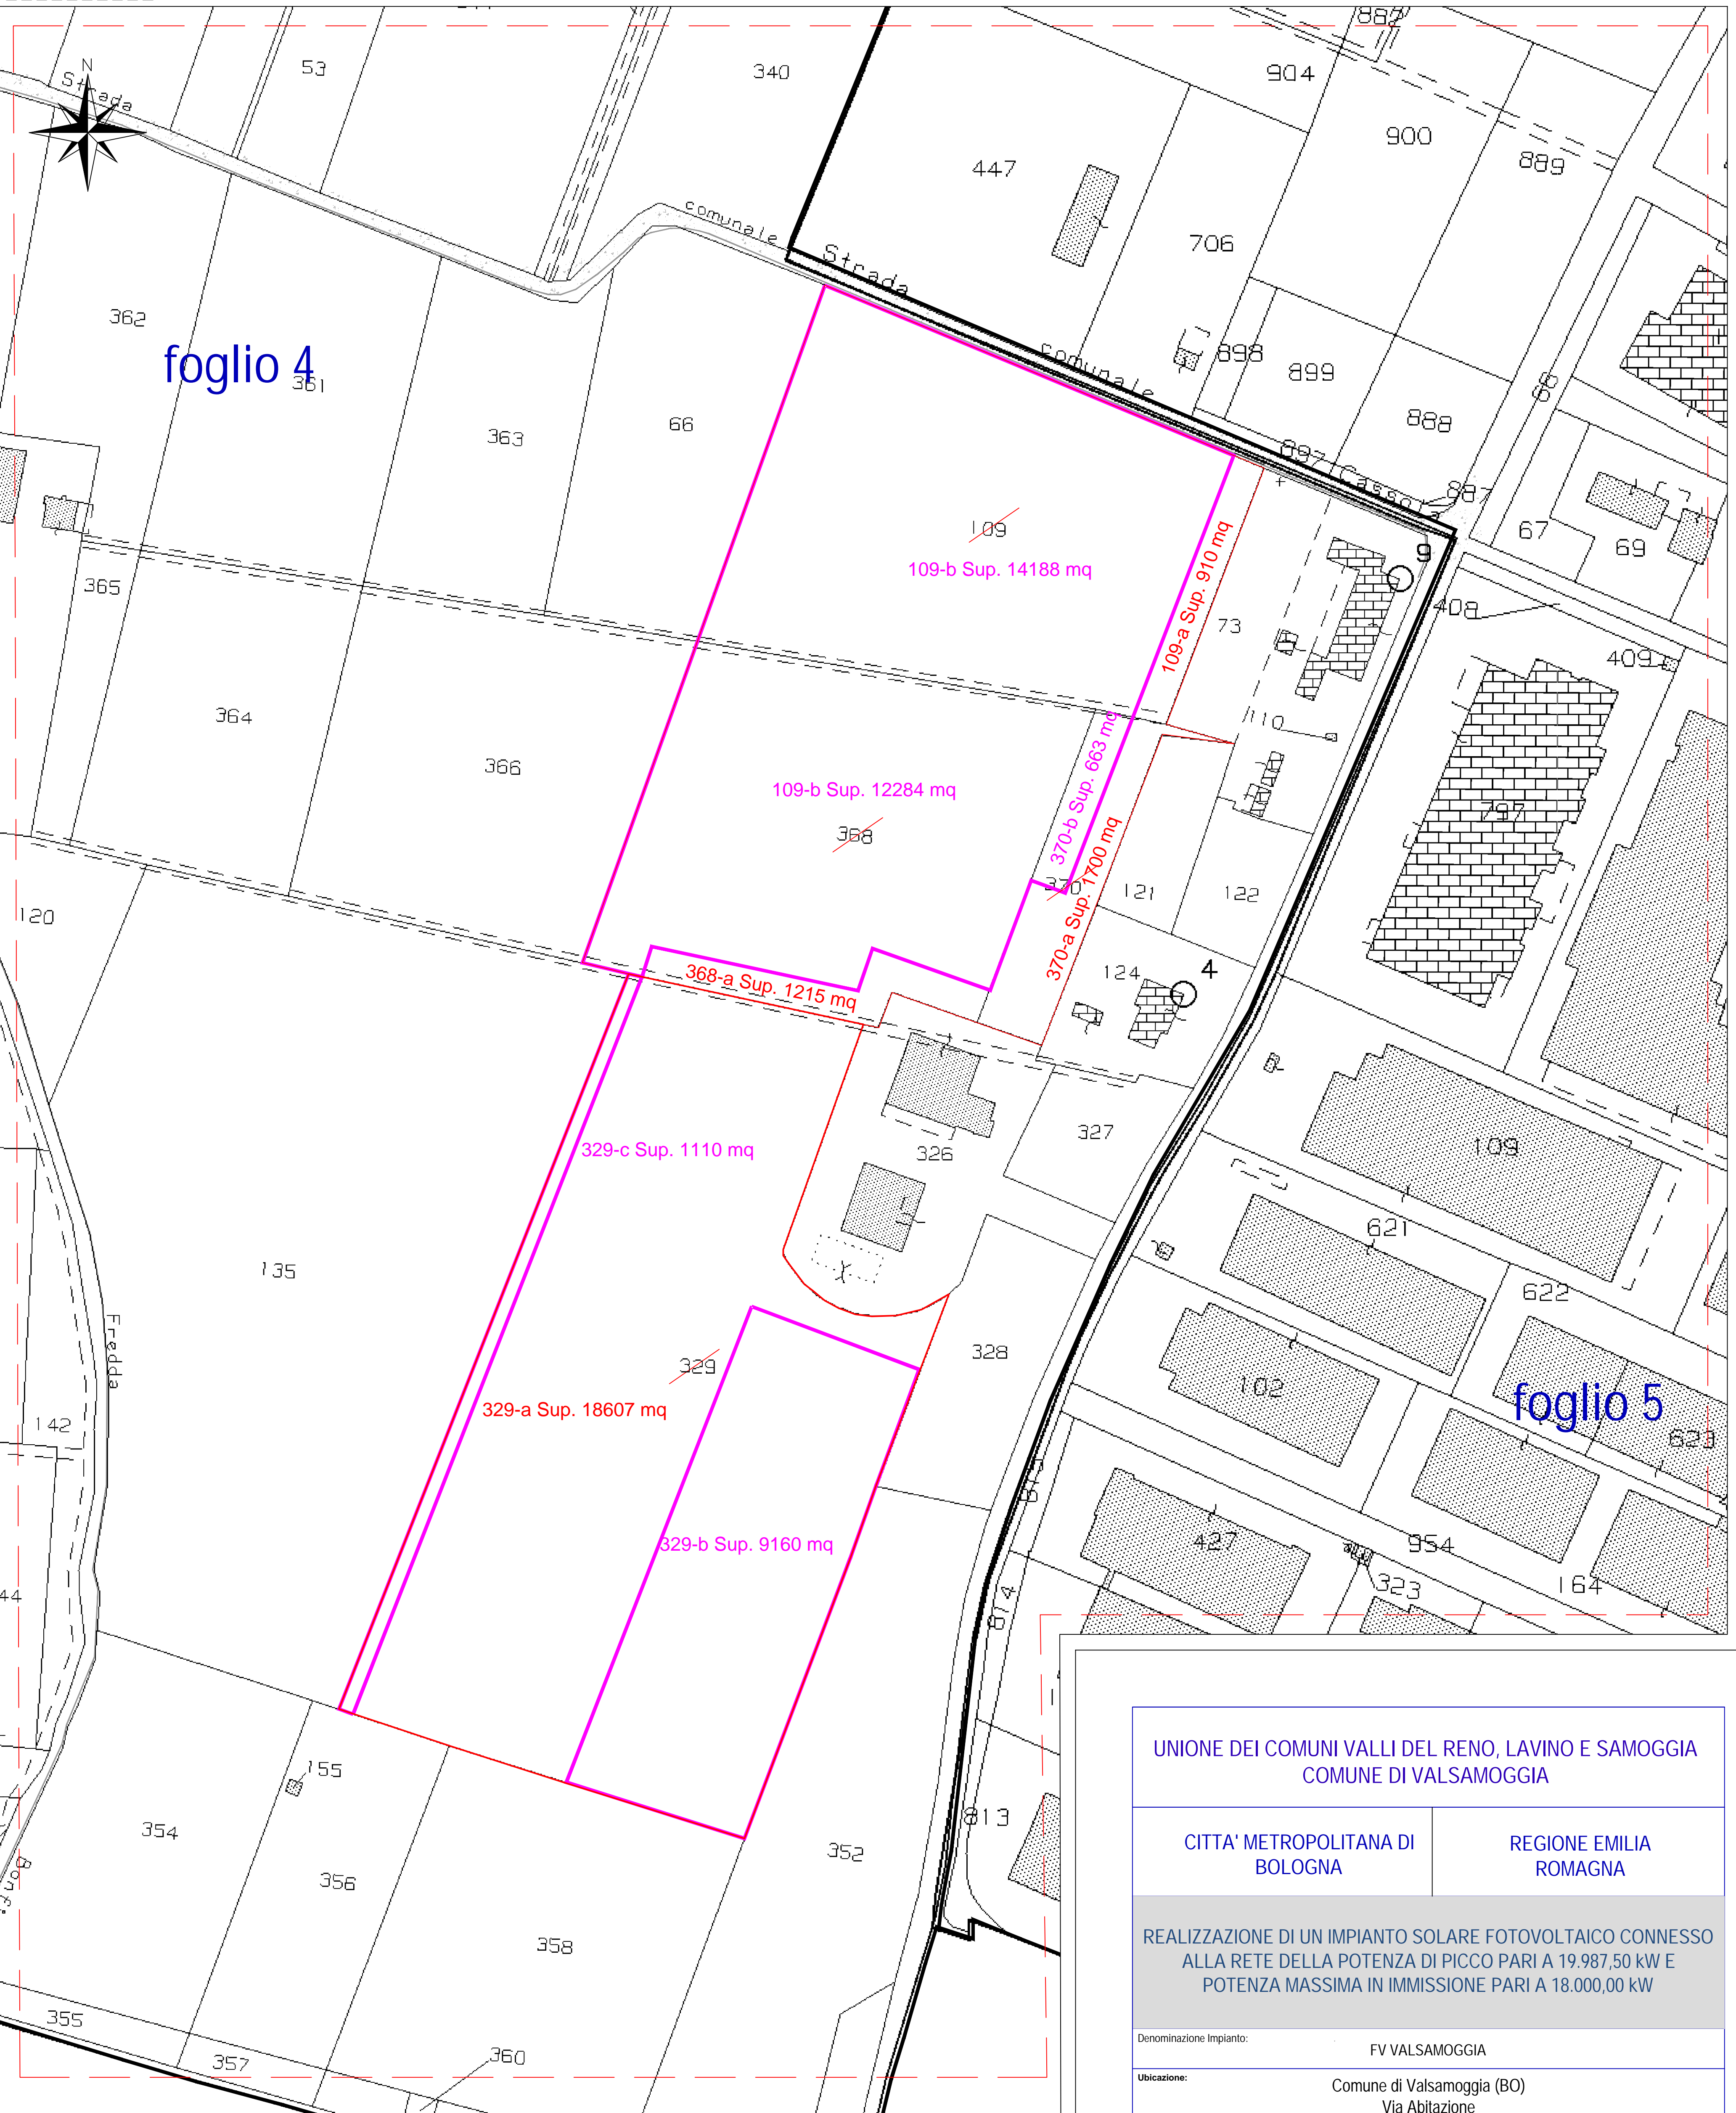 882
53
340
904
N
Strada
900
889
447
comunale
706
Strada
362
foglio 4
361
comunale
898
899
68
888
363
66
897
Cassola
887
109
67
69
109-b Sup. 14188 mq
9
365
109-a Sup. 910 mq
408
73
409
364
110
366
370-b Sup. 663 mq
109-b Sup. 12284 mq
797
368
370
370-a Sup. 1700 mq
121
122
120
368-a Sup. 1215 mq
124
4
327
329-c Sup. 1110 mq
326
109
621
135
622
Fredda
328
329
102
foglio 5
329-a Sup. 18607 mq
142
623
815
427
954
329-b Sup. 9160 mq
323
164
44
814
155
813
354
352
356
358
355
357
360
UNIONE DEI COMUNI VALLI DEL RENO, LAVINO E SAMOGGIA
COMUNE DI VALSAMOGGIA
CITTA' METROPOLITANA DI
BOLOGNA
REGIONE EMILIA
ROMAGNA
REALIZZAZIONE DI UN IMPIANTO SOLARE FOTOVOLTAICO CONNESSO
ALLA RETE DELLA POTENZA DI PICCO PARI A 19.987,50 kW E
POTENZA MASSIMA IN IMMISSIONE PARI A 18.000,00 kW
Denominazione Impianto:
FV VALSAMOGGIA
Ubicazione:
Comune di Valsamoggia (BO)
Via Abitazione